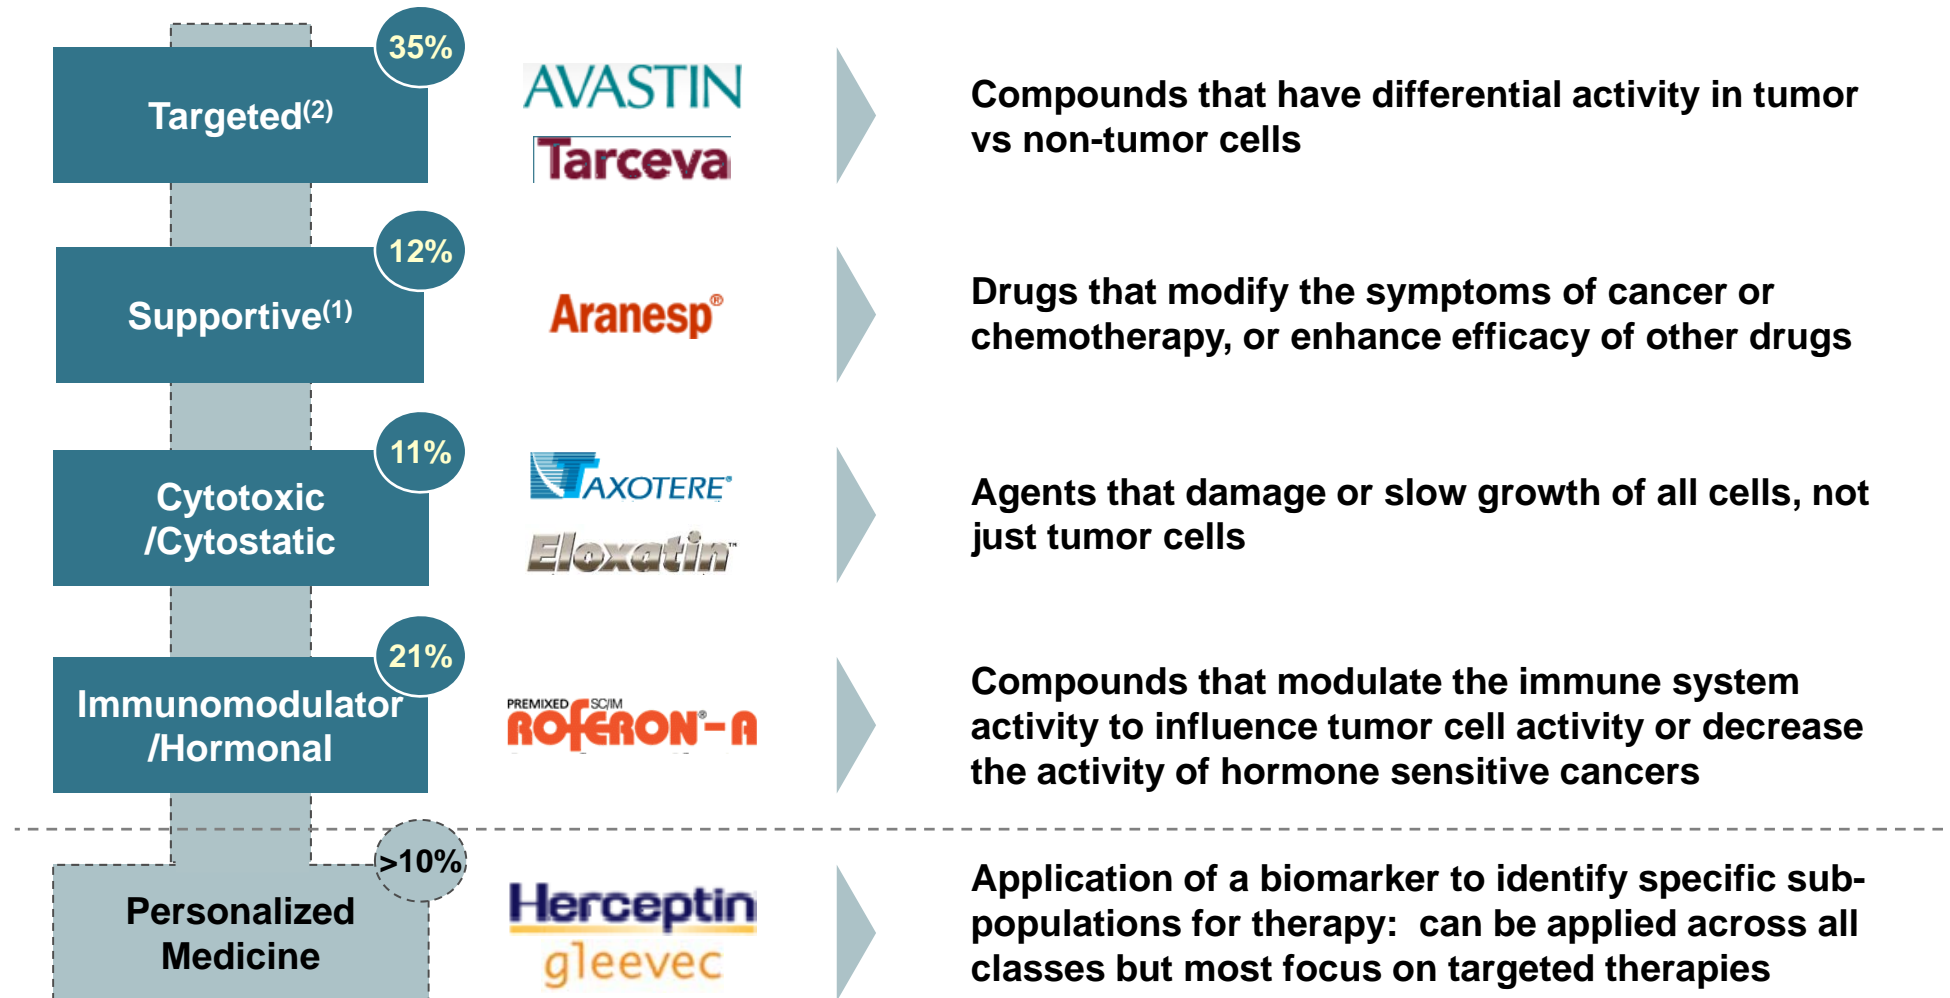 35%
Targeted(2)
AVASTIN
Tarceva
Compounds that have differential activity in tumor
vs non-tumor cells
12%
Supportive(1)
Aranesp®
Drugs that modify the symptoms of cancer or
chemotherapy, or enhance efficacy of other drugs
11%
Cytotoxic
/Cytostatic
TAXOTERE®
Eloxatin™
Agents that damage or slow growth of all cells, not
just tumor cells
21%
Immunomodulator
/Hormonal
PREMIXED SC/IM
ROFERON®-A
Compounds that modulate the immune system
activity to influence tumor cell activity or decrease
the activity of hormone sensitive cancers
>10%
Personalized
Medicine
Herceptin
gleevec
Application of a biomarker to identify specific sub-
populations for therapy:  can be applied across all
classes but most focus on targeted therapies